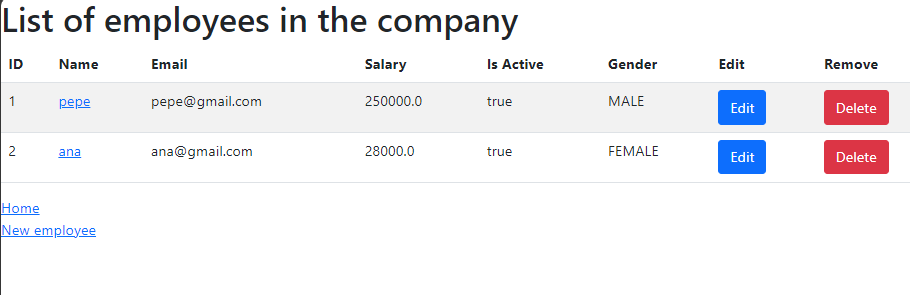 List of employees in the company
ID Name Email Salary Is Active Gender Edit Remove
1 pepe pepe@gmail.com 250000.0 true MALE Edit Delete
2 ana ana@gmail.com 28000.0 true FEMALE Edit Delete
Home
New employee